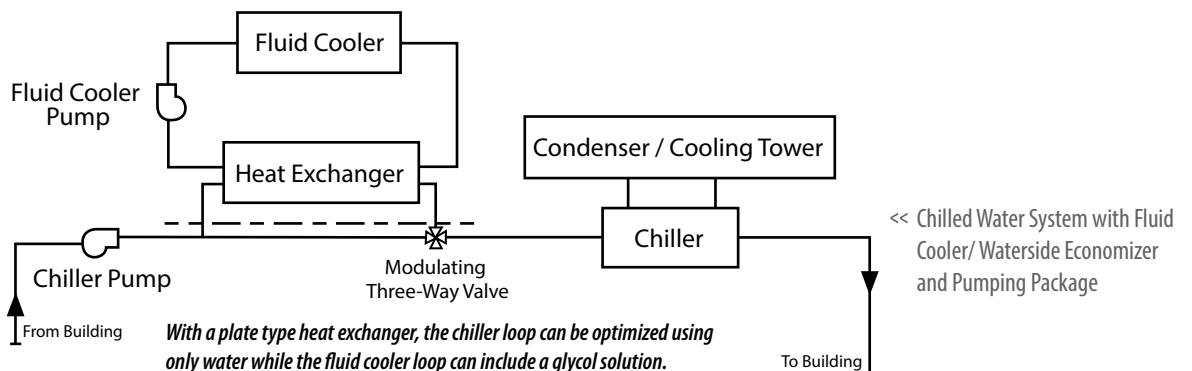 Fluid Cooler
Fluid Cooler
Pump
Heat Exchanger
Condenser / Cooling Tower
Chiller
Chiller Pump
Modulating
Three-Way Valve
From Building
With a plate type heat exchanger, the chiller loop can be optimized using
only water while the fluid cooler loop can include a glycol solution.
To Building
<< Chilled Water System with Fluid
Cooler/ Waterside Economizer
and Pumping Package